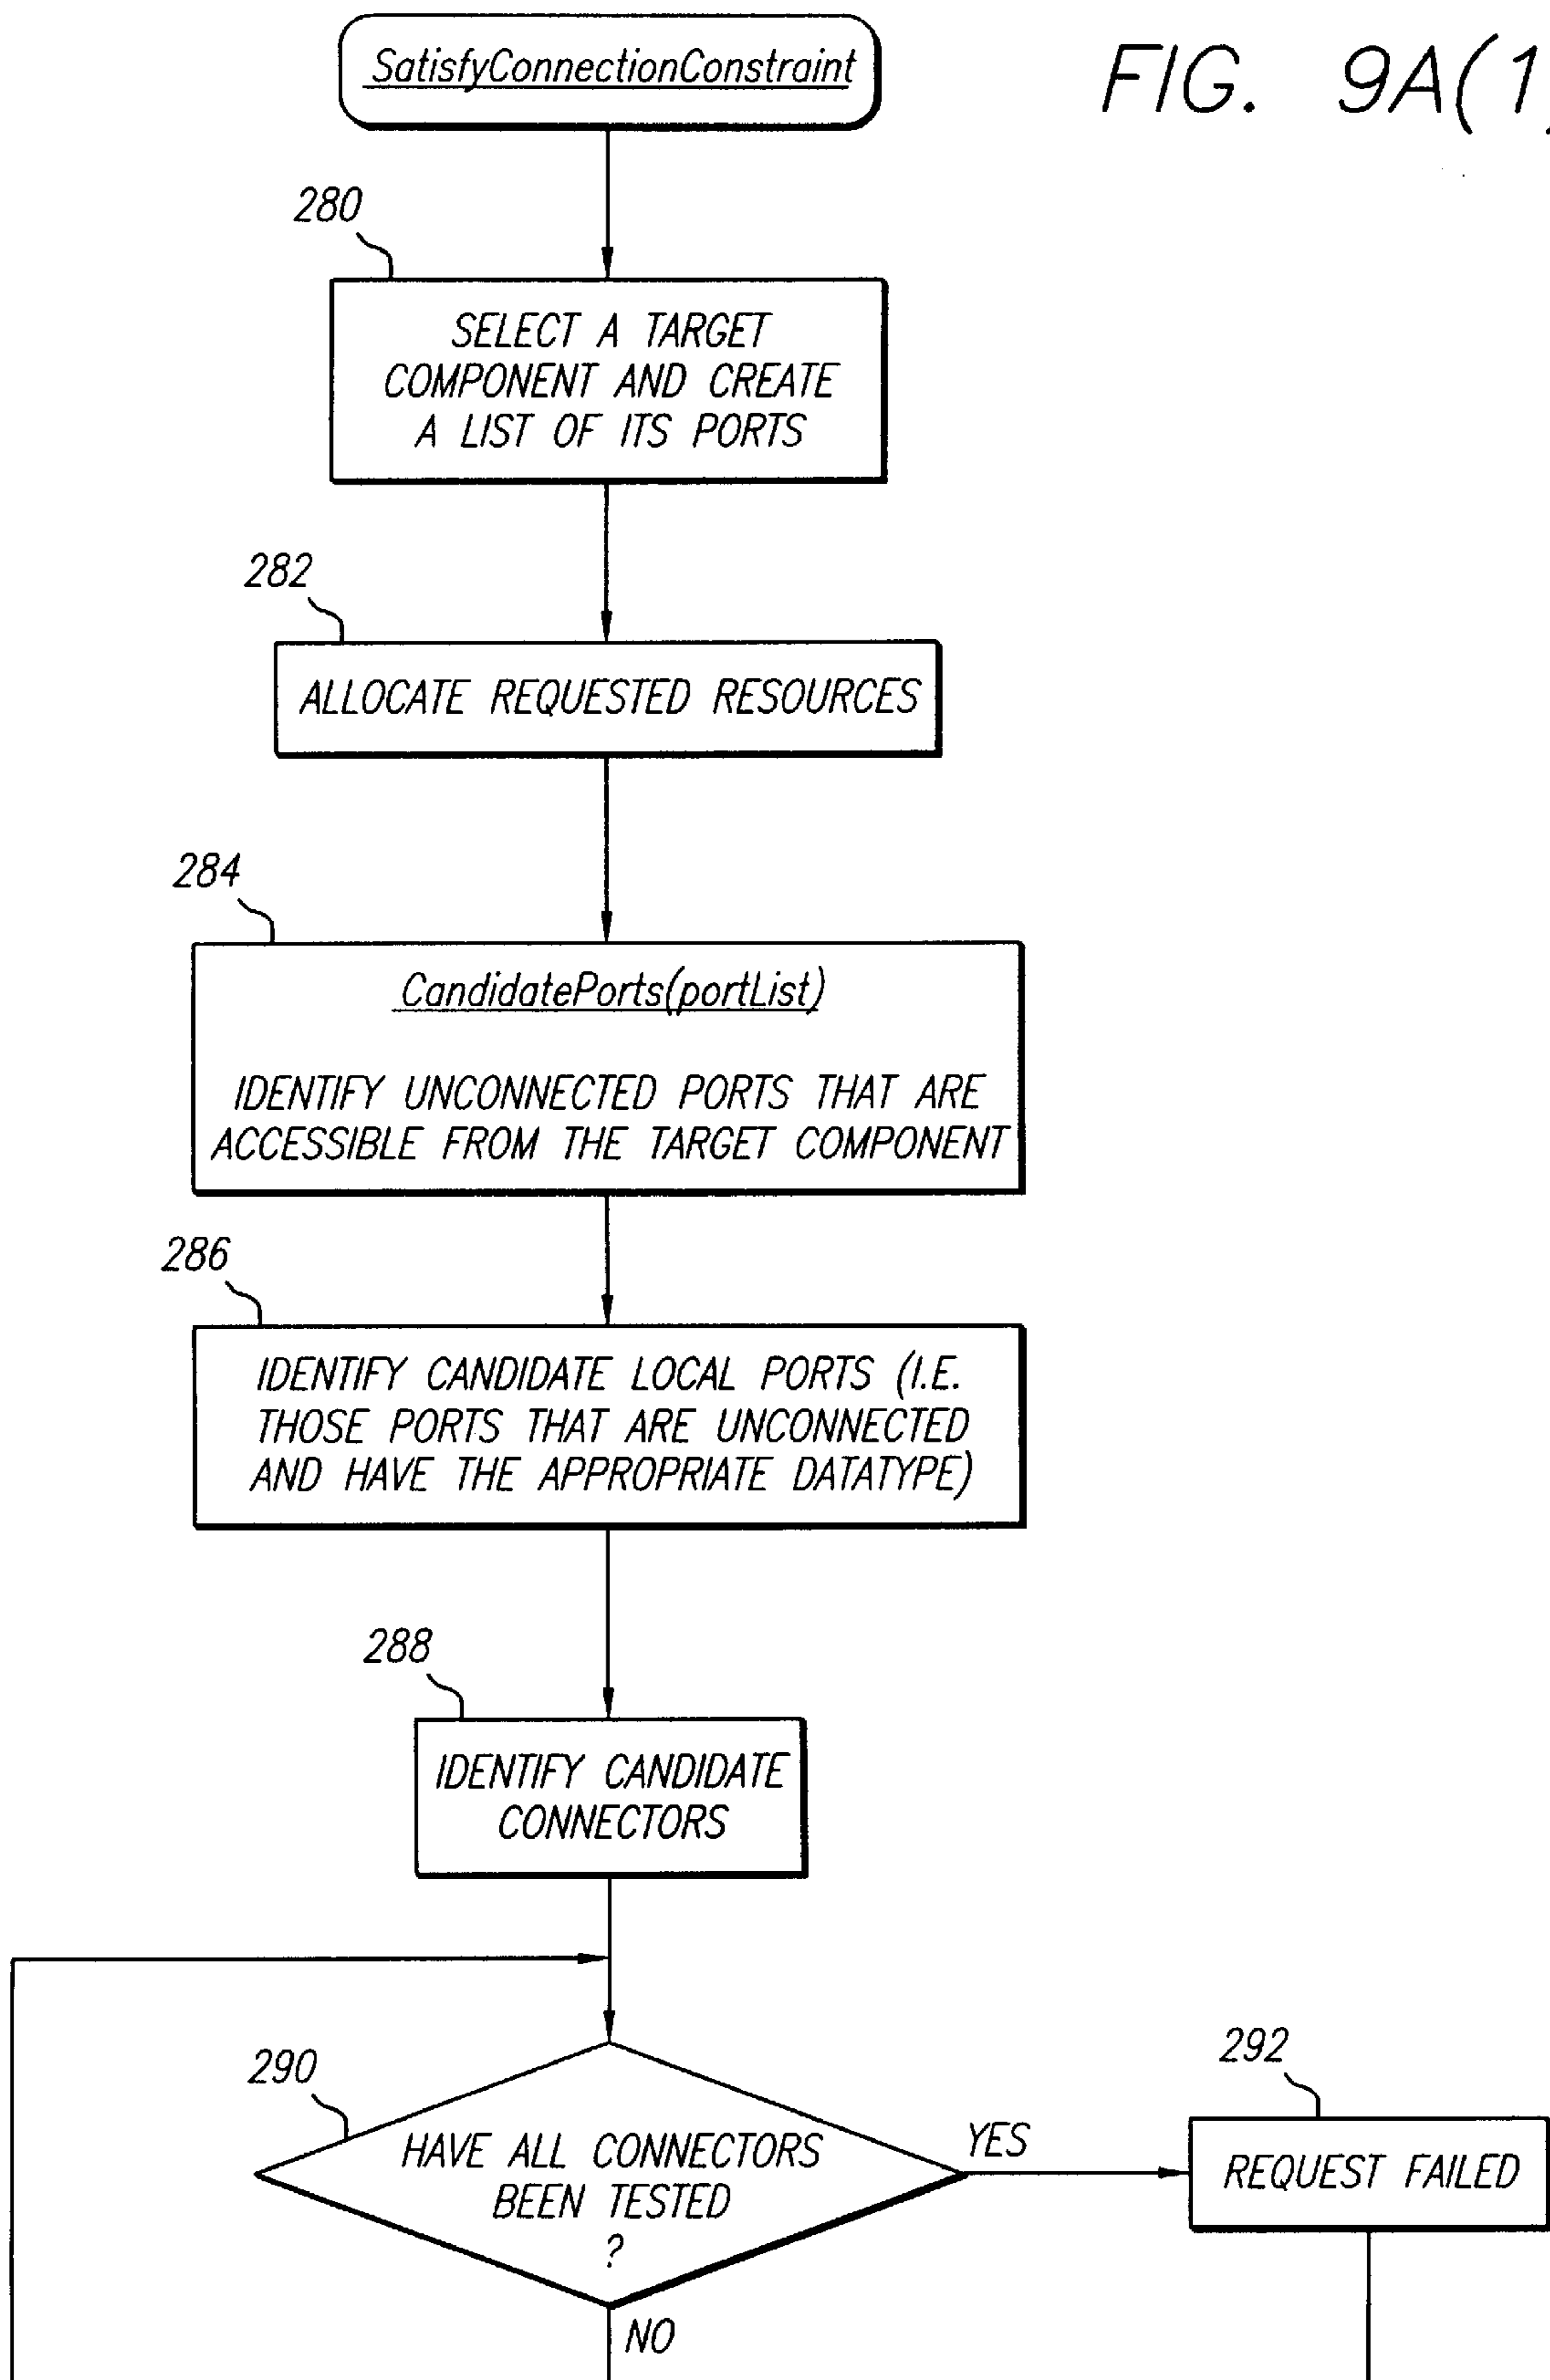 SatisfyConnectionConstraint
FIG. 9A(1)
280
SELECT A TARGET
COMPONENT AND CREATE
A LIST OF ITS PORTS
282
ALLOCATE REQUESTED RESOURCES
284
CandidatePorts(portList)
IDENTIFY UNCONNECTED PORTS THAT ARE
ACCESSIBLE FROM THE TARGET COMPONENT
286
IDENTIFY CANDIDATE LOCAL PORTS (I.E.
THOSE PORTS THAT ARE UNCONNECTED
AND HAVE THE APPROPRIATE DATATYPE)
288
IDENTIFY CANDIDATE
CONNECTORS
290
HAVE ALL CONNECTORS
BEEN TESTED
?
YES
292
REQUEST FAILED
NO